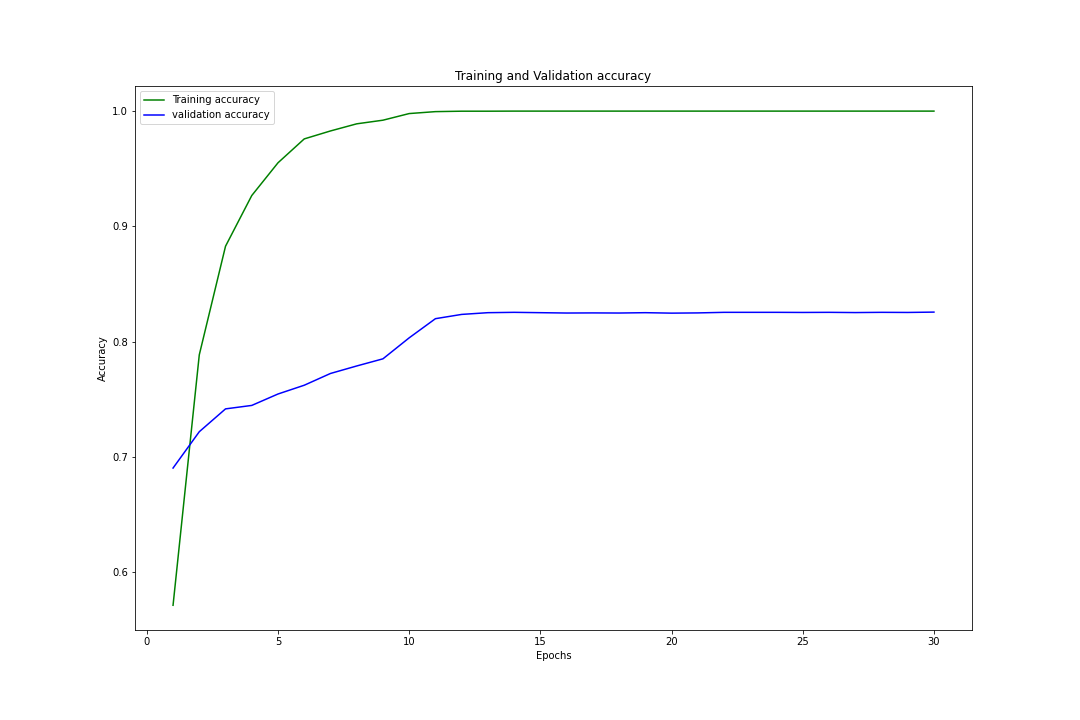 Training and Validation accuracy
Training accuracy
validation accuracy
1.0
0.9
0.8
0.7
0.6
Accuracy
0 5 10 15 20 25 30
Epochs